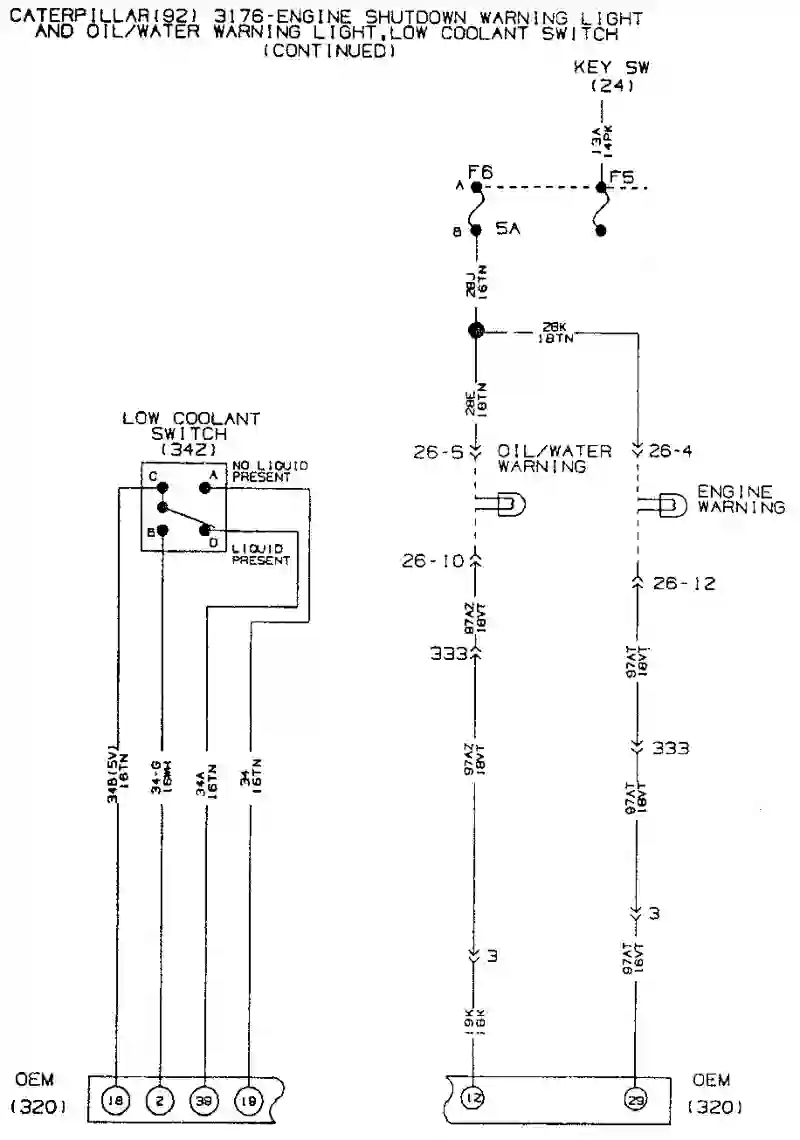 CATERPILLAR(92) 3176-ENGINE SHUTDOWN WARNING LIGHT
AND OIL/WATER WARNING LIGHT,LOW COOLANT SWITCH
(CONTINUED)
KEY SW
(24)
13A
14PK
F6
F5
A
B
5A
28J
16TN
28K
18TN
28E
18TN
LOW COOLANT
SWITCH
(342)
C
A
NO LIQUID
PRESENT
B
D
LIQUID
PRESENT
26-5
OIL/WATER
WARNING
26-4
ENGINE
WARNING
26-10
26-12
97AZ
18VT
333
97AT
18VT
333
97AZ
18VT
97AT
18VT
34B(5V)
16TN
34-G
16WH
34A
16TN
34
16TN
3
3
97AT
16VT
19K
18K
OEM
(320)
18
2
39
19
12
29
OEM
(320)